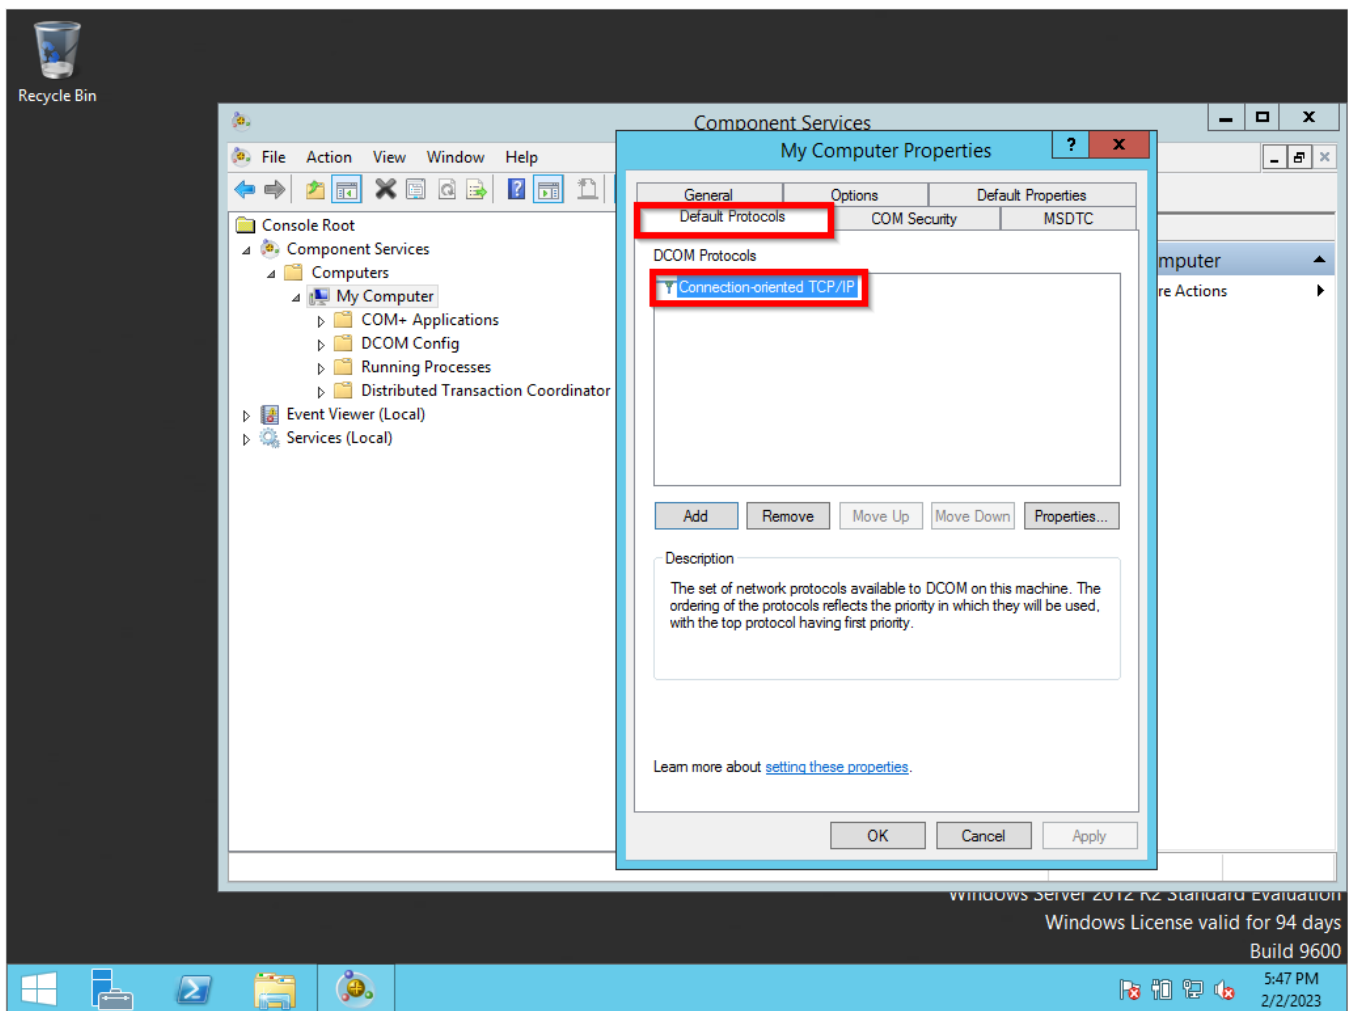 Recycle Bin
Component Services
My Computer Properties
?
x
File Action View Window Help
Console Root
Component Services
Computers
My Computer
COM+ Applications
DCOM Config
Running Processes
Distributed Transaction Coordinator
Event Viewer (Local)
Services (Local)
General Options Default Properties
Default Protocols COM Security MSDTC
DCOM Protocols
Connection-oriented TCP/IP
mputer
re Actions
Add Remove Move Up Move Down Properties...
Description
The set of network protocols available to DCOM on this machine. The
ordering of the protocols reflects the priority in which they will be used,
with the top protocol having first priority.
Learn more about setting these properties.
OK Cancel Apply
Windows Server 2012 R2 Standard Evaluation
Windows License valid for 94 days
Build 9600
5:47 PM
2/2/2023